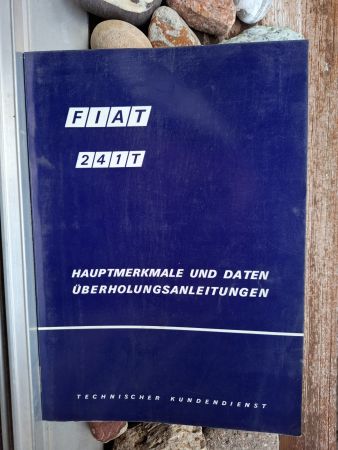 FIAT
241T
HAUPTMERKMALE UND DATEN
ÜBERHOLUNGSANLEITUNGEN
TECHNISCHER KUNDENDIENST